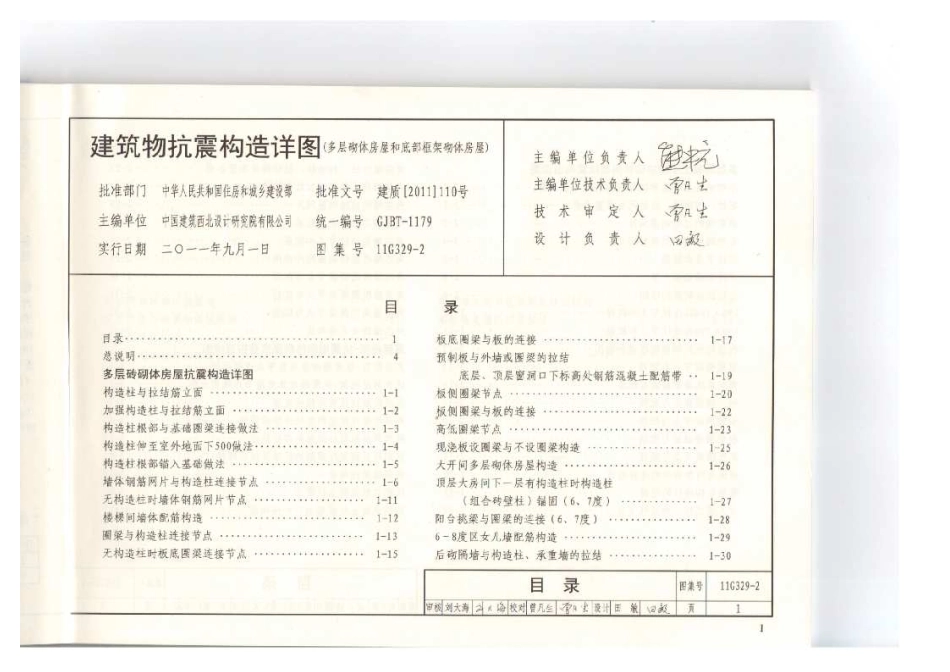 建筑物抗震构造详图(多层砌体房屋和底部框架砌体房屋)
批准部门 中华人民共和国住房和城乡建设部 批准文号 建质[2011]110号
主编单位 中国建筑西北设计研究院有限公司 统一编号 GJBT-1179
实行日期 二〇一一年九月一日 图集号 11G329-2
主编单位负责人
主编单位技术负责人
技术审定人
设计负责人
目 录
目录 1
总说明 4
多层砖砌体房屋抗震构造详图
构造柱与拉结筋立面 1-1
加强构造柱与拉结筋立面 1-2
构造柱根部与基础圈梁连接做法 1-3
构造柱伸至室外地面下500做法 1-4
构造柱根部锚入基础做法 1-5
墙体钢筋网片与构造柱连接节点 1-6
无构造柱时墙体钢筋网片节点 1-11
楼梯间墙体配筋构造 1-12
圈梁与构造柱连接节点 1-13
无构造柱时板底圈梁连接节点 1-15
板底圈梁与板的连接 1-17
预制板与外墙或圈梁的拉结
底层、顶层窗洞口下标高处钢筋混凝土配筋带 1-19
板侧圈梁节点 1-20
板侧圈梁与板的连接 1-22
高低圈梁节点 1-23
现浇板设圈梁与不设圈梁构造 1-25
大开间多层砌体房屋构造 1-26
顶层大房间下一层有构造柱时构造柱
(组合砖壁柱)锚固(6、7度) 1-27
阳台挑梁与圈梁的连接(6、7度) 1-28
6-8度区女儿墙配筋构造 1-29
后砌隔墙与构造柱、承重墙的拉结 1-30
目 录 图集号 11G329-2
审核 刘大海 校对 曾凡生 设计 田 毅 页 1
1